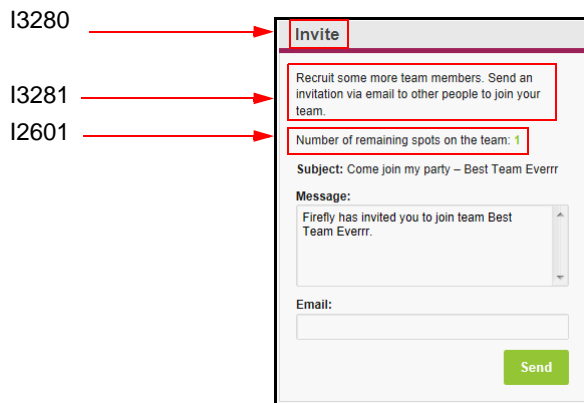 I3280
Invite
Recruit some more team members. Send an
invitation via email to other people to join your
team.
I3281
I2601
Number of remaining spots on the team: 1
Subject: Come join my party – Best Team Everrr
Message:
Firefly has invited you to join team Best
Team Everrr.
Email:
Send